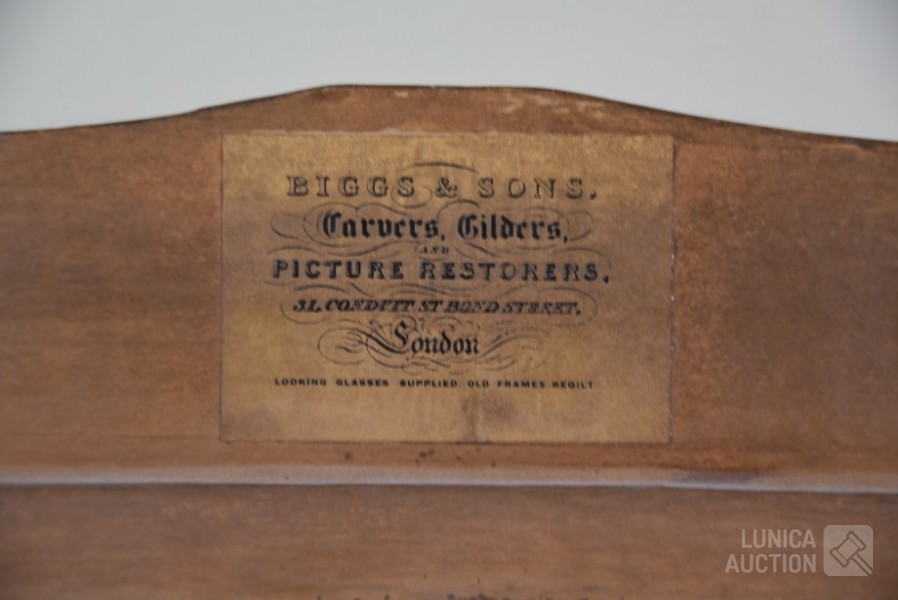 BIGGS & SONS.
Carvers, Gilders,
AND
PICTURE RESTORERS.
31, CONDUIT ST BOND STREET.
London
LOOKING GLASSES SUPPLIED. OLD FRAMES REGILT
LUNICA
AUCTION